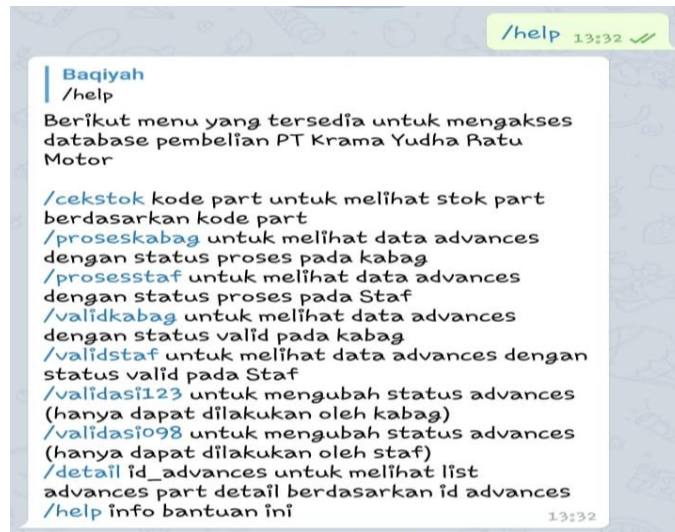 /help 13:32
Baqiyah
/help
Berikut menu yang tersedia untuk mengakses
database pembelian PT Krama Yudha Ratu
Motor
/cekstok kode part untuk melihat stok part
berdasarkan kode part
/proseskabag untuk melihat data advances
dengan status proses pada kabag
/prosesstaf untuk melihat data advances
dengan status proses pada Staf
/validkabag untuk melihat data advances
dengan status valid pada kabag
/validstaf untuk melihat data advances dengan
status valid pada Staf
/validasi123 untuk mengubah status advances
(hanya dapat dilakukan oleh kabag)
/validasi098 untuk mengubah status advances
(hanya dapat dilakukan oleh staf)
/detail id_advances untuk melihat list
advances part detail berdasarkan id advances
/help info bantuan ini
13:32